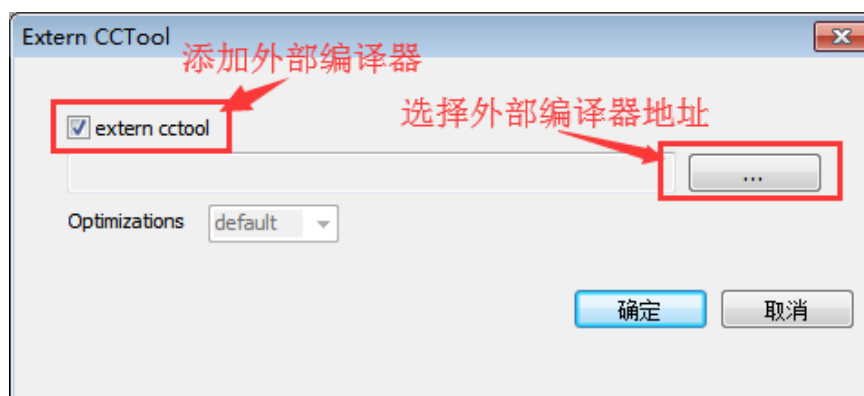 Extern CCTool
添加外部编译器
选择外部编译器地址
extern cctool
...
Optimizations default
确定 取消